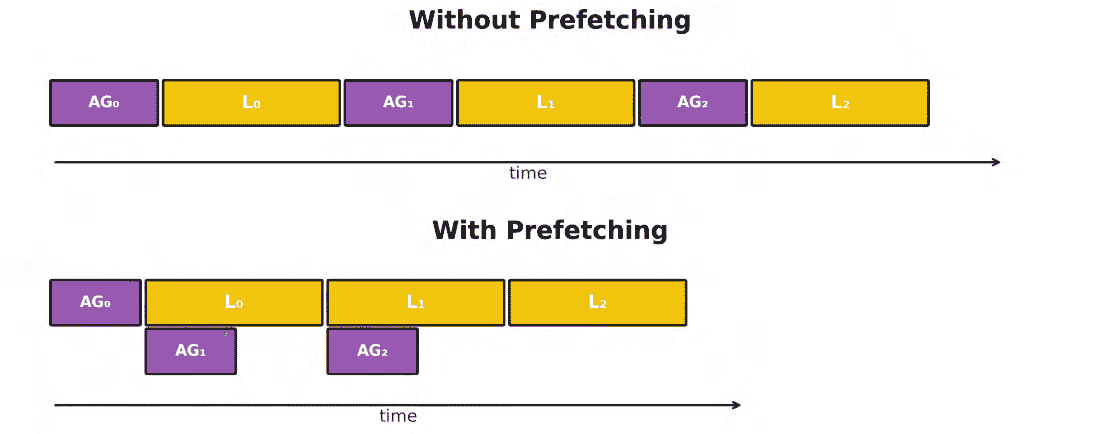 Without Prefetching
AG₀ L₀ AG₁ L₁ AG₂ L₂
time
With Prefetching
AG₀ L₀ L₁ L₂
AG₁ AG₂
time